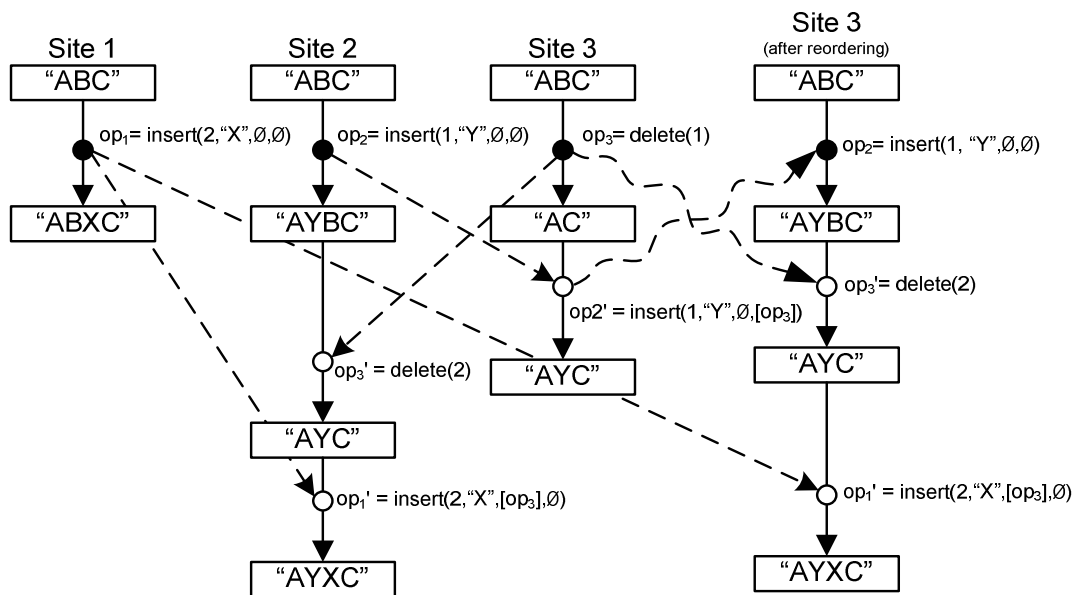 Site 1
"ABC"
op1= insert(2,"X",Ø,Ø)
"ABXC"
Site 2
"ABC"
op2= insert(1,"Y",Ø,Ø)
"AYBC"
op3' = delete(2)
"AYC"
op1' = insert(2,"X",[op3],Ø)
"AYXC"
Site 3
"ABC"
op3= delete(1)
"AC"
op2' = insert(1,"Y",Ø,[op3])
"AYC"
Site 3
(after reordering)
"ABC"
op2= insert(1, "Y",Ø,Ø)
"AYBC"
op3'= delete(2)
"AYC"
op1' = insert(2,"X",[op3],Ø)
"AYXC"